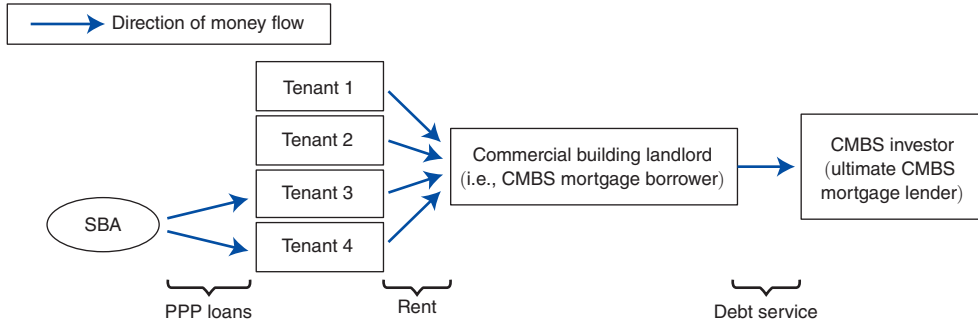 Direction of money flow
Tenant 1
Tenant 2
Tenant 3
Tenant 4
SBA
Commercial building landlord
(i.e., CMBS mortgage borrower)
CMBS investor
(ultimate CMBS
mortgage lender)
PPP loans
Rent
Debt service